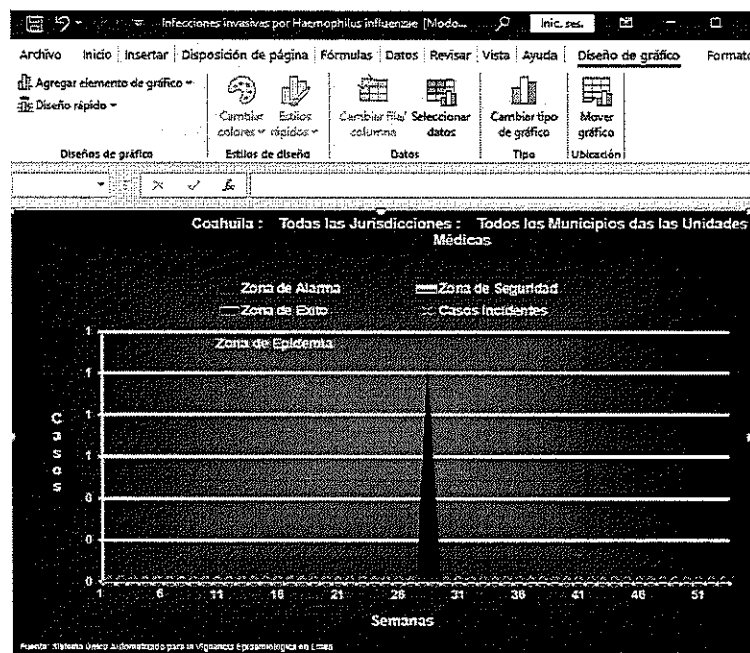 Infecciones invasivas por Haemophilus influenzae [Modo... Inic. ses.
Archivo Inicio Insertar Disposición de página Fórmulas Datos Revisar Vista Ayuda Diseño de gráfico Formato
Agregar elemento de gráfico
Diseño rápido
Cambiar colores
Estilos rápidos
Cambiar fila/ columna
Seleccionar datos
Cambiar tipo de gráfico
Mover gráfico
Diseños de gráfico Estilos de diseño Datos Tipo Ubicación
fx
Coahuila : Todas las Jurisdicciones : Todos los Municipios das las Unidades
Médicas
Zona de Alarma Zona de Seguridad
Zona de Exito Casos Incidentes
Zona de Epidemia
1
1
1
1
0
0
0
Casos
1 6 11 16 21 26 31 36 41 46 51
Semanas
Fuente: Sistema Único Automatizado para la Vigilancia Epidemiológica en Línea